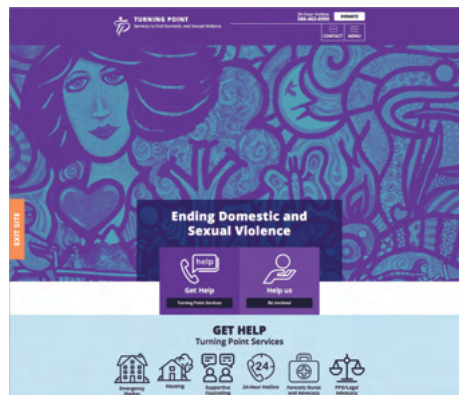 TURNING POINT
Services to End Domestic and Sexual Violence
24-Hour Hotline
586-463-6990
DONATE
CONTACT
MENU
EXIT SITE
Ending Domestic and
Sexual Violence
help
Get Help
Turning Point Services
Help us
Be Involved
GET HELP
Turning Point Services
24
Emergency
Shelter
Housing
Supportive
Counseling
24-Hour Hotline
Forensic Nurse
and Advocate
PPO/Legal
Advocate